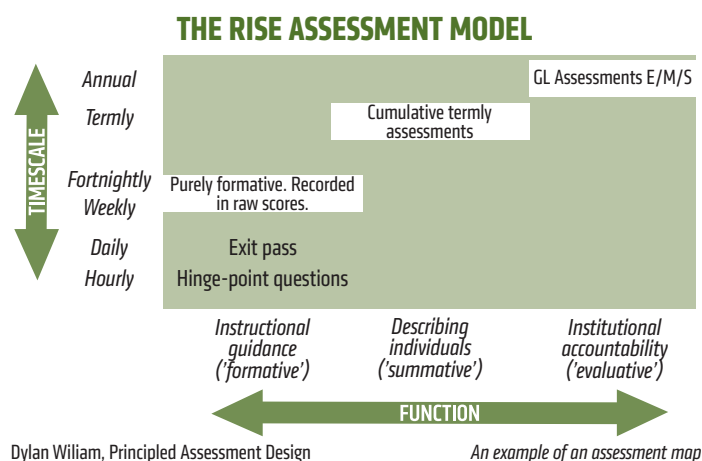 THE RISE ASSESSMENT MODEL
TIMESCALE
Annual
GL Assessments E/M/S
Termly
Cumulative termly
assessments
Fortnightly
Weekly
Purely formative. Recorded
in raw scores.
Daily
Exit pass
Hourly
Hinge-point questions
Instructional
guidance
('formative')
Describing
individuals
('summative')
Institutional
accountability
('evaluative')
FUNCTION
Dylan Wiliam, Principled Assessment Design
An example of an assessment map